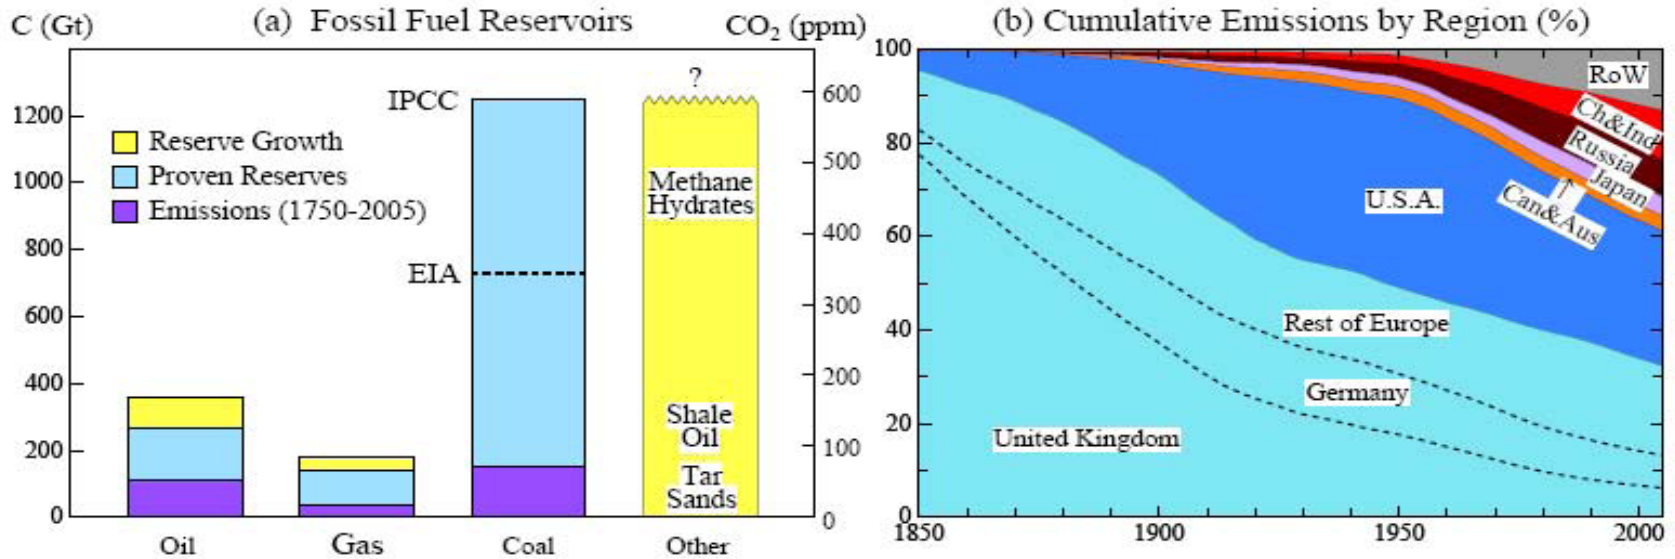 C (Gt)
(a) Fossil Fuel Reservoirs
CO₂ (ppm)
1200
1000
800
600
400
200
0
IPCC
EIA
Reserve Growth
Proven Reserves
Emissions (1750-2005)
?
Methane
Hydrates
Shale
Oil
Tar
Sands
600
500
400
300
200
100
0
Oil
Gas
Coal
Other
(b) Cumulative Emissions by Region (%)
100
80
60
40
20
0
RoW
Ch&Ind
Russia
Japan
Can&Aus
↑
U.S.A.
Rest of Europe
Germany
United Kingdom
1850
1900
1950
2000